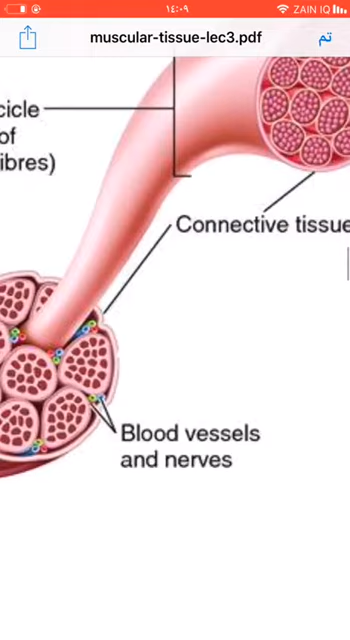 ١٤:٠٩ ZAIN IQ
muscular-tissue-lec3.pdf تم
cicle
of
ibres)
Connective tissue
Blood vessels
and nerves